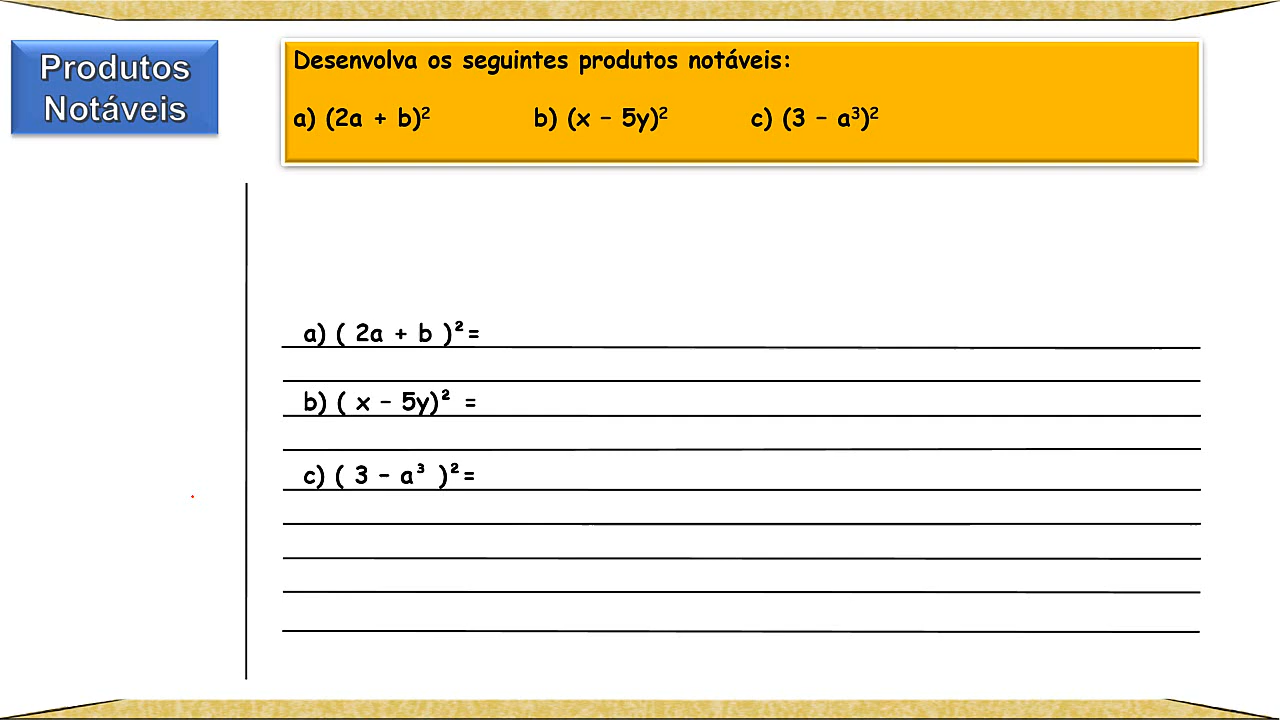 Produtos
Notáveis
Desenvolva os seguintes produtos notáveis:
a) (2a + b)² b) (x – 5y)² c) (3 – a³)²
a) ( 2a + b )²=
b) ( x – 5y)² =
c) ( 3 – a³ )²=